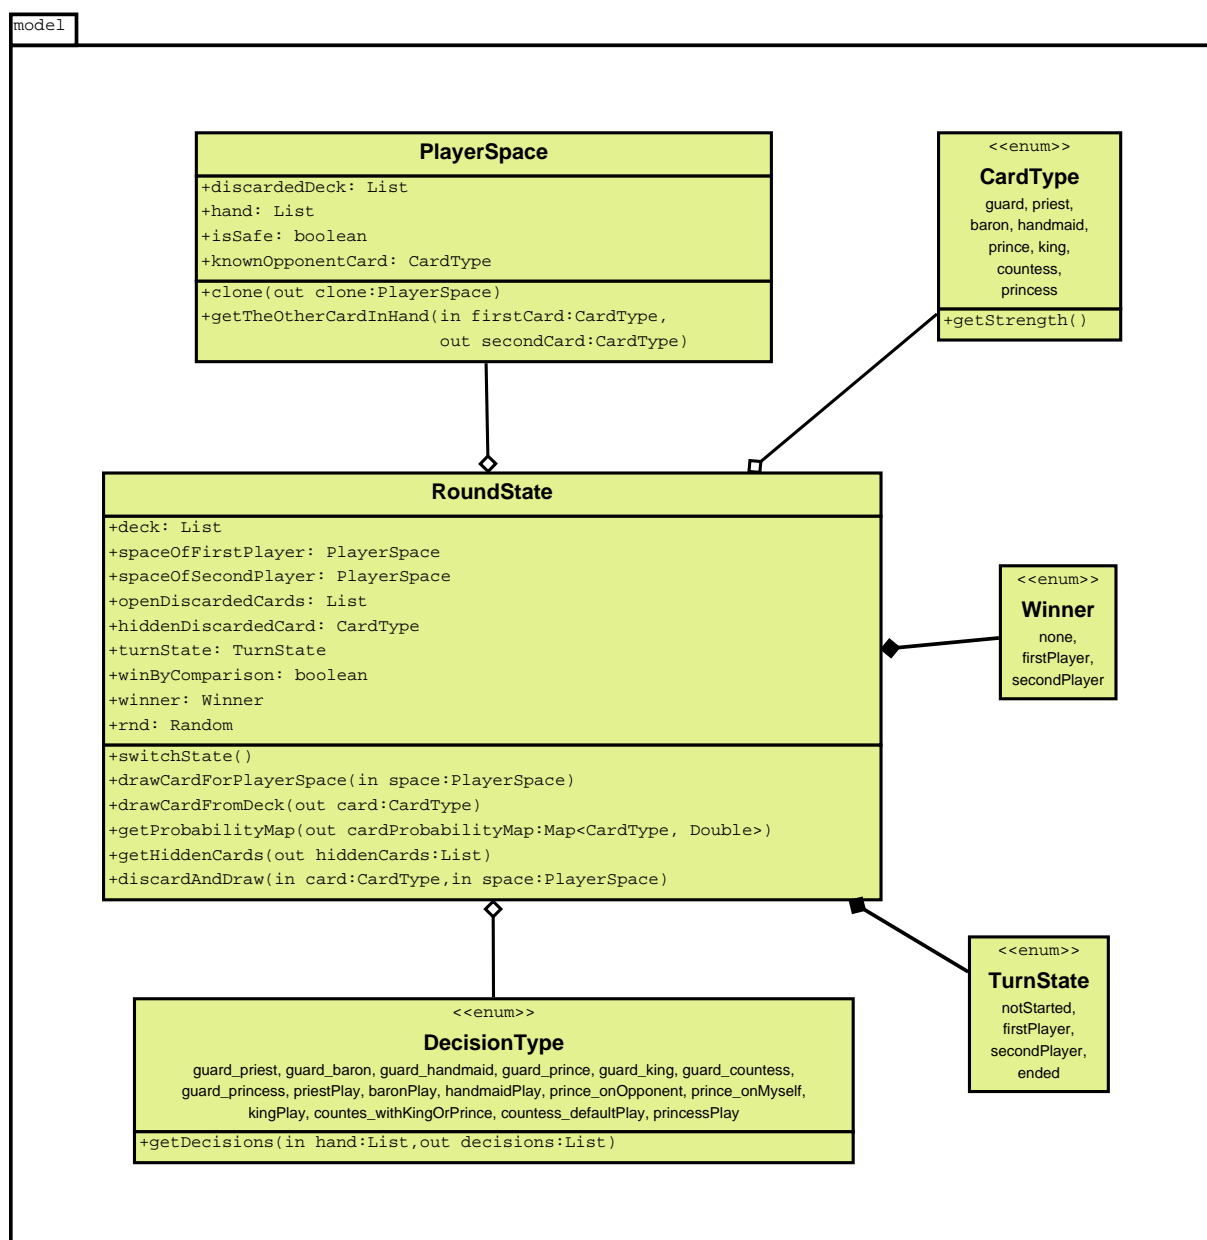 model
PlayerSpace
+discardedDeck: List
+hand: List
+isSafe: boolean
+knownOpponentCard: CardType
+clone(out clone:PlayerSpace)
+getTheOtherCardInHand(in firstCard:CardType,
out secondCard:CardType)
<<enum>>
CardType
guard, priest,
baron, handmaid,
prince, king,
countess,
princess
+getStrength()
RoundState
+deck: List
+spaceOfFirstPlayer: PlayerSpace
+spaceOfSecondPlayer: PlayerSpace
+openDiscardedCards: List
+hiddenDiscardedCard: CardType
+turnState: TurnState
+winByComparison: boolean
+winner: Winner
+rnd: Random
+switchState()
+drawCardForPlayerSpace(in space:PlayerSpace)
+drawCardFromDeck(out card:CardType)
+getProbabilityMap(out cardProbabilityMap:Map<CardType, Double>)
+getHiddenCards(out hiddenCards:List)
+discardAndDraw(in card:CardType,in space:PlayerSpace)
<<enum>>
Winner
none,
firstPlayer,
secondPlayer
<<enum>>
TurnState
notStarted,
firstPlayer,
secondPlayer,
ended
<<enum>>
DecisionType
guard_priest, guard_baron, guard_handmaid, guard_prince, guard_king, guard_countess,
guard_princess, priestPlay, baronPlay, handmaidPlay, prince_onOpponent, prince_onMyself,
kingPlay, countes_withKingOrPrince, countess_defaultPlay, princessPlay
+getDecisions(in hand:List,out decisions:List)